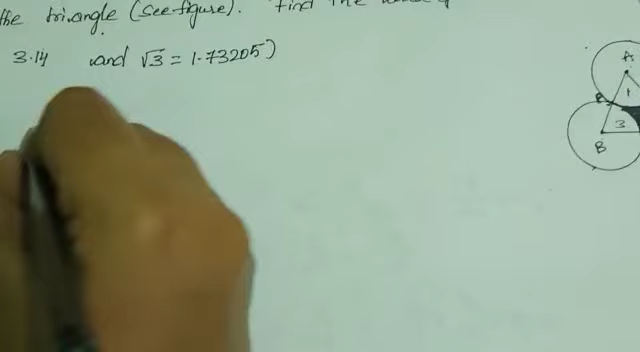 the triangle (see figure). Find the
3.14 and √3 = 1.73205)
A
1
3
B